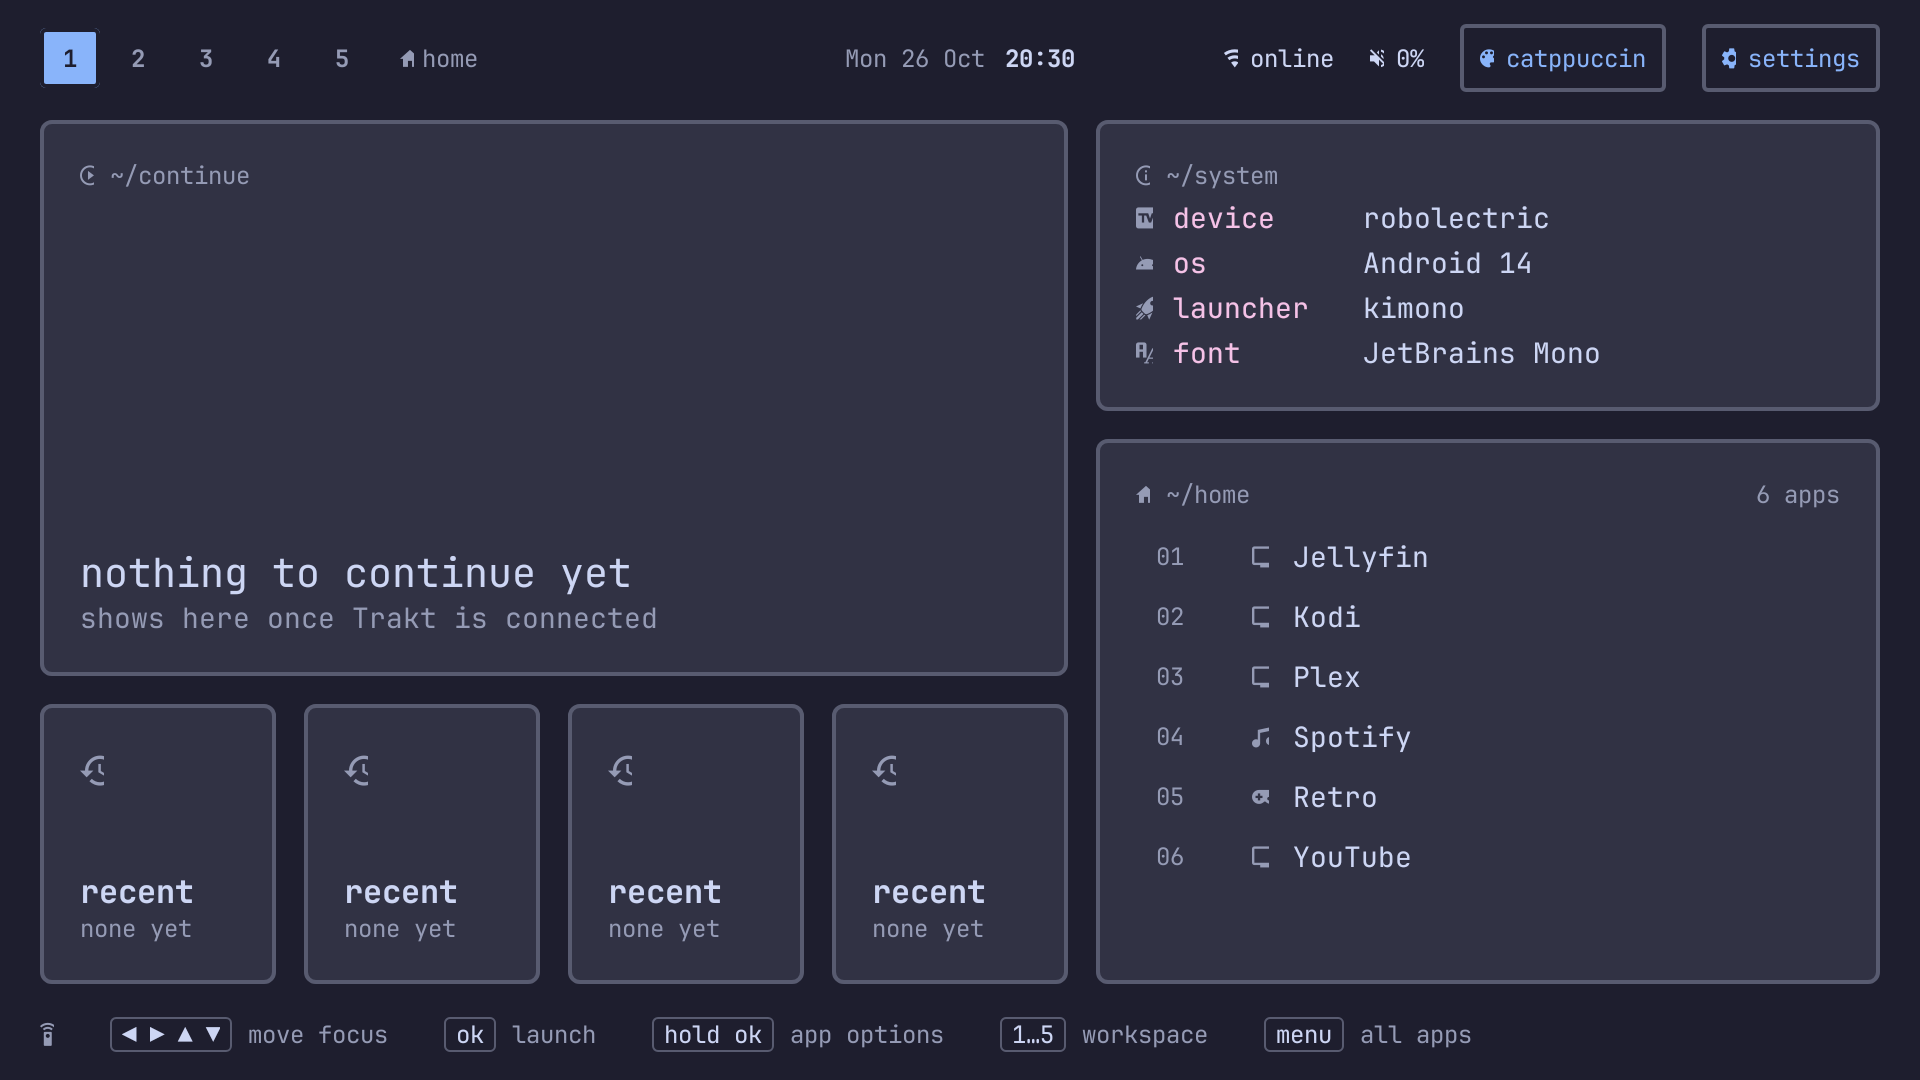 1 2 3 4 5 home Mon 26 Oct 20:30 online 0% catppuccin settings
~/continue
nothing to continue yet
shows here once Trakt is connected
recent
none yet
recent
none yet
recent
none yet
recent
none yet
~/system
device robolectric
os Android 14
launcher kimono
font JetBrains Mono
~/home 6 apps
01 Jellyfin
02 Kodi
03 Plex
04 Spotify
05 Retro
06 YouTube
◀ ▶ ▲ ▼ move focus ok launch hold ok app options 1…5 workspace menu all apps